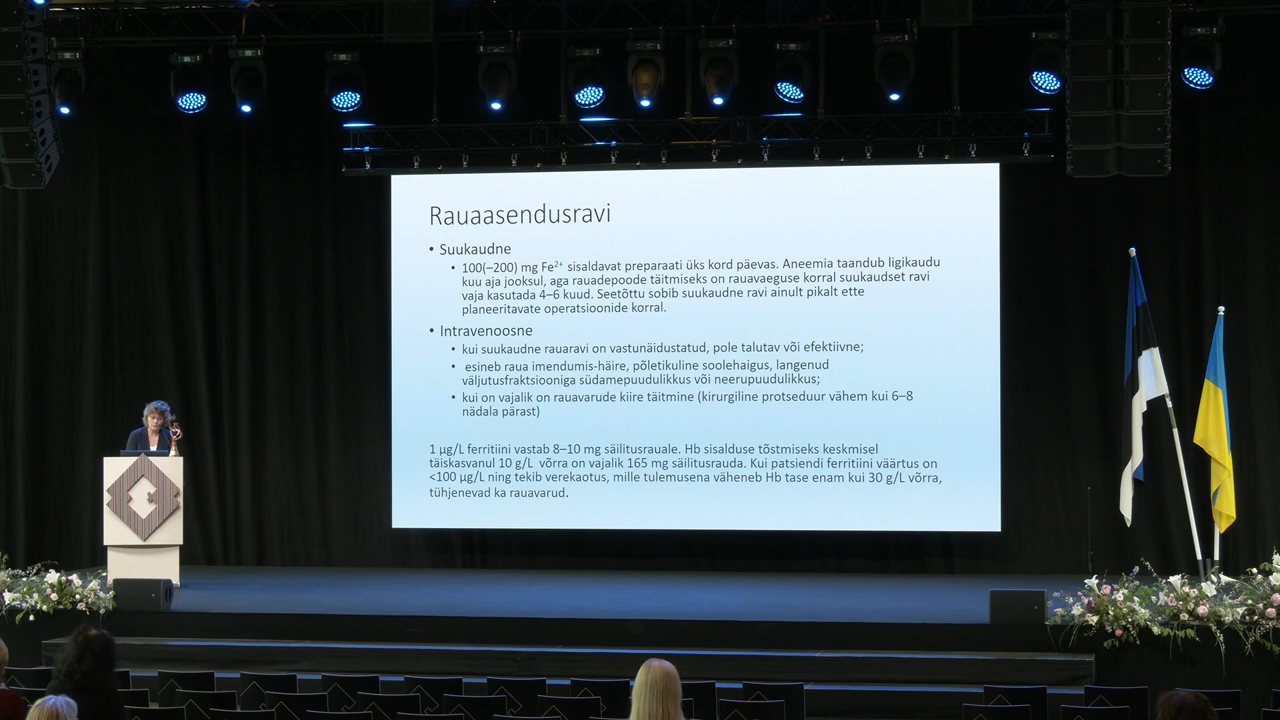 Rauaasendusravi
• Suukaudne
• 100(–200) mg Fe²⁺ sisaldavat preparaati üks kord päevas. Aneemia taandub ligikaudu
kuu aja jooksul, aga rauadepoode täitmiseks on rauavaeguse korral suukaudset ravi
vaja kasutada 4–6 kuud. Seetõttu sobib suukaudne ravi ainult pikalt ette
planeeritavate operatsioonide korral.
• Intravenoosne
• kui suukaudne rauaravi on vastunäidustatud, pole talutav või efektiivne;
• esineb raua imendumis-häire, põletikuline soolehaigus, langenud
väljutusfraktsiooniga südamepuudulikkus või neerupuudulikkus;
• kui on vajalik on rauavarude kiire täitmine (kirurgiline protseduur vähem kui 6–8
nädala pärast)
1 µg/L ferritiini vastab 8–10 mg säilitusrauale. Hb sisalduse tõstmiseks keskmisel
täiskasvanul 10 g/L võrra on vajalik 165 mg säilitusrauda. Kui patsiendi ferritiini väärtus on
<100 µg/L ning tekib verekaotus, mille tulemusena väheneb Hb tase enam kui 30 g/L võrra,
tühjenevad ka rauavarud.